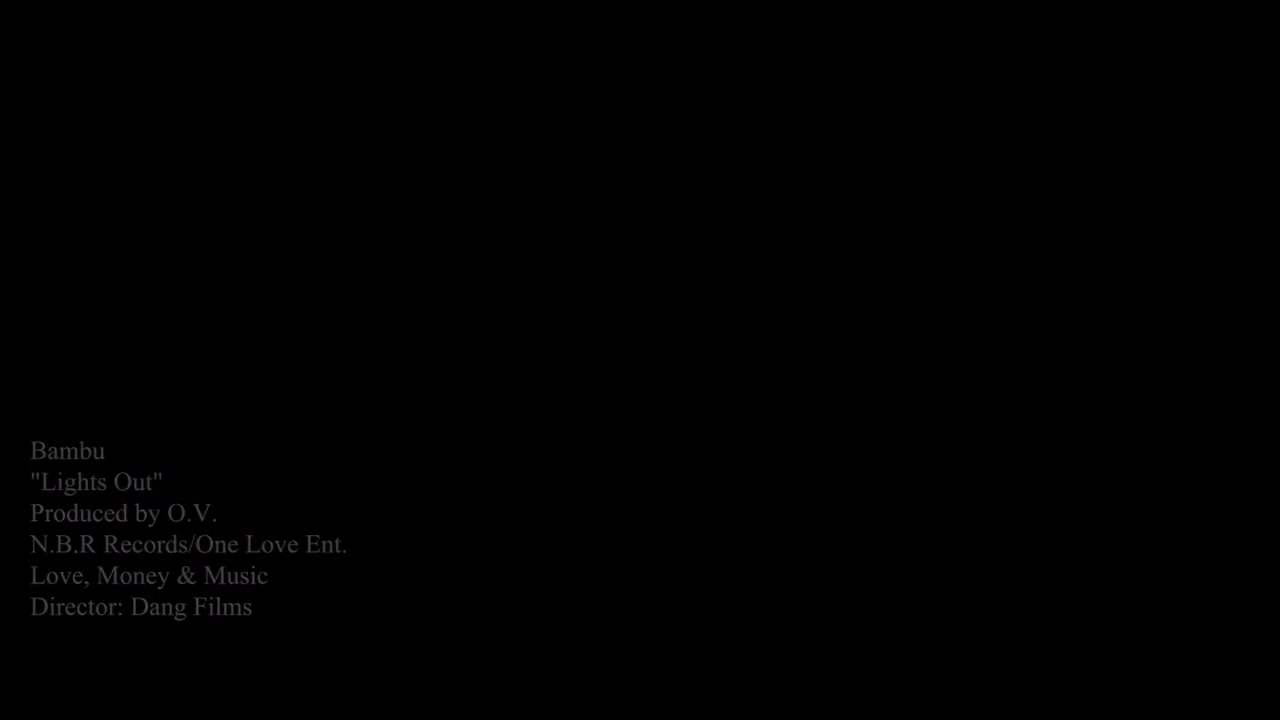 Bambu
"Lights Out"
Produced by O.V.
N.B.R Records/One Love Ent.
Love, Money & Music
Director: Dang Films